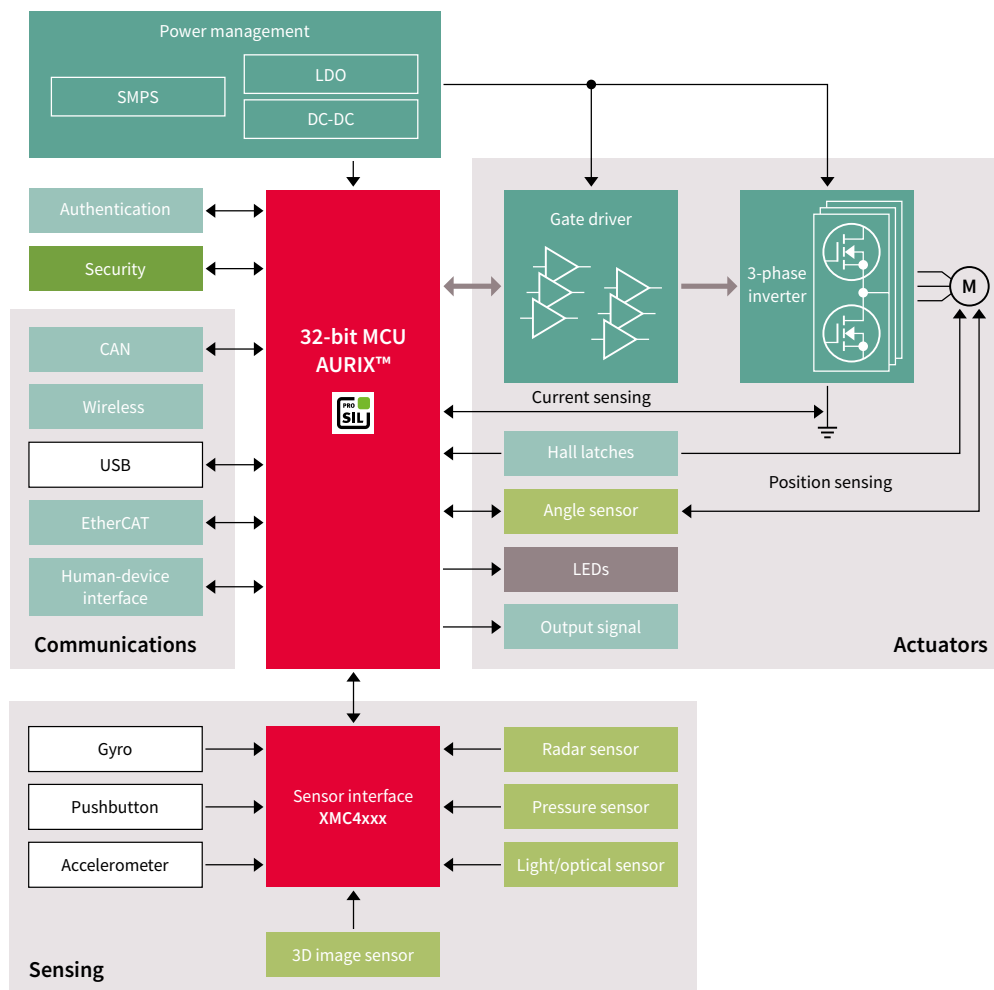 Power management
SMPS
LDO
DC-DC
Authentication
Security
CAN
Wireless
USB
EtherCAT
Human-device
interface
Communications
32-bit MCU
AURIX™
PRO
SIL
Gate driver
3-phase
inverter
M
Current sensing
Hall latches
Position sensing
Angle sensor
LEDs
Output signal
Actuators
Gyro
Pushbutton
Accelerometer
Sensor interface
XMC4xxx
Radar sensor
Pressure sensor
Light/optical sensor
3D image sensor
Sensing